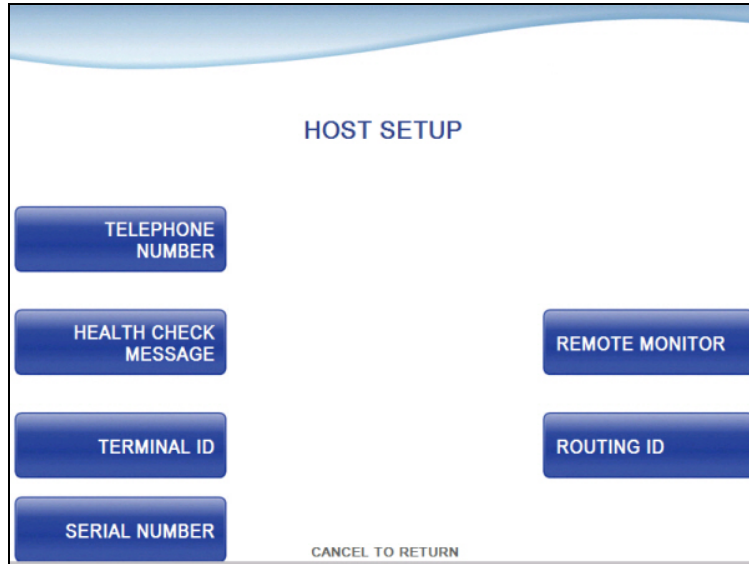 HOST SETUP
TELEPHONE
NUMBER
HEALTH CHECK
MESSAGE
REMOTE MONITOR
TERMINAL ID
ROUTING ID
SERIAL NUMBER
CANCEL TO RETURN